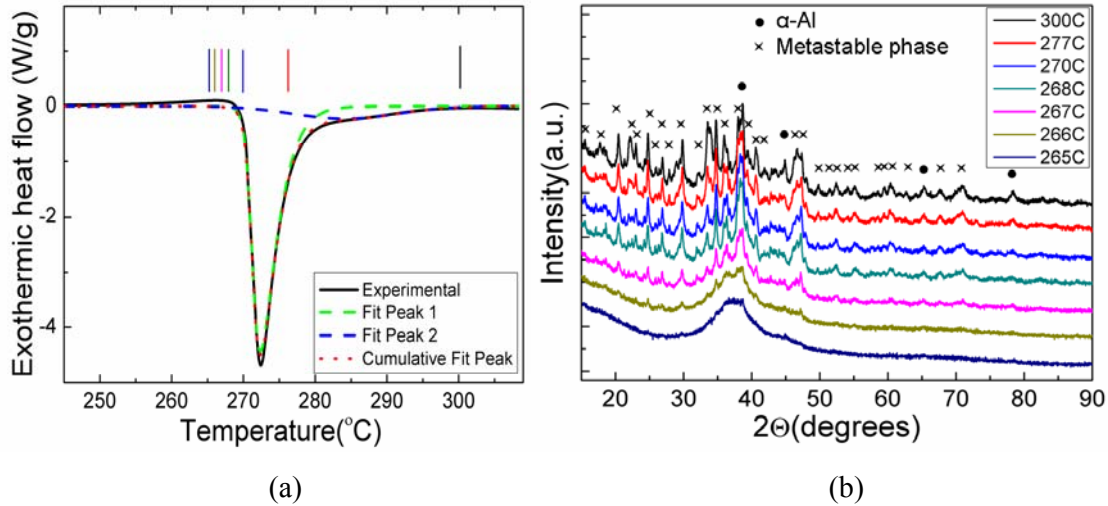 Exothermic heat flow (W/g)
0
-2
-4
250
260
270
280
290
300
Temperature(°C)
Experimental
Fit Peak 1
Fit Peak 2
Cumulative Fit Peak
(a)
Intensity(a.u.)
● α-Al
× Metastable phase
300C
277C
270C
268C
267C
266C
265C
20
30
40
50
60
70
80
90
2Θ(degrees)
(b)